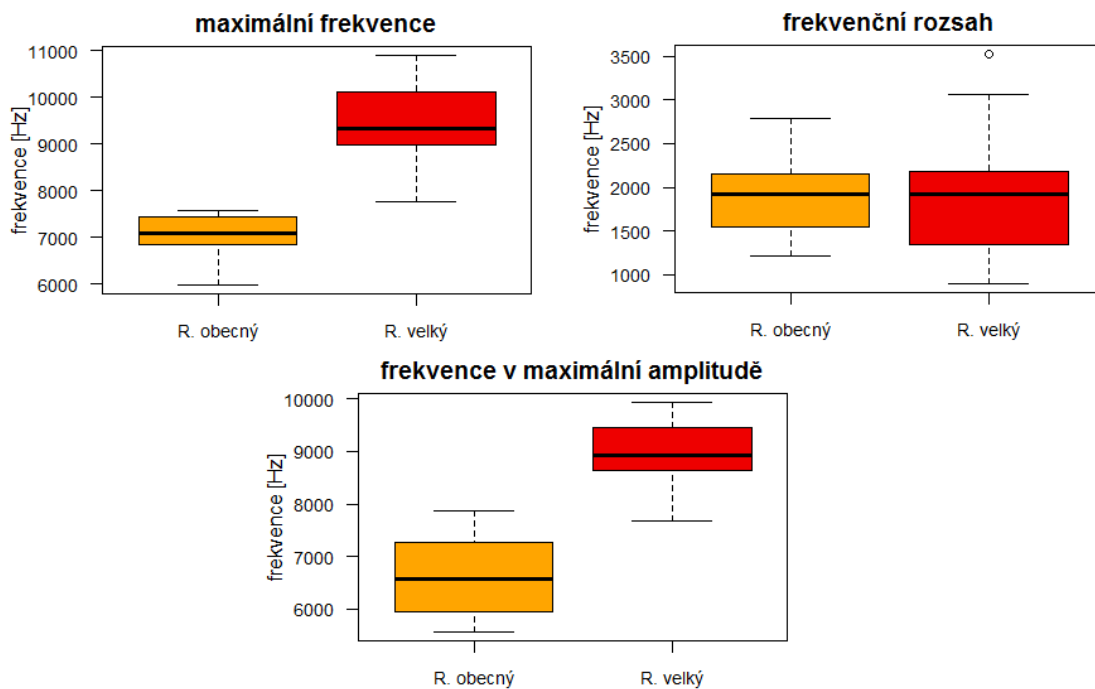 maximální frekvence
frekvence [Hz]
11000
10000
9000
8000
7000
6000
R. obecný
R. velký
frekvenční rozsah
frekvence [Hz]
3500
3000
2500
2000
1500
1000
R. obecný
R. velký
frekvence v maximální amplitudě
frekvence [Hz]
10000
9000
8000
7000
6000
R. obecný
R. velký